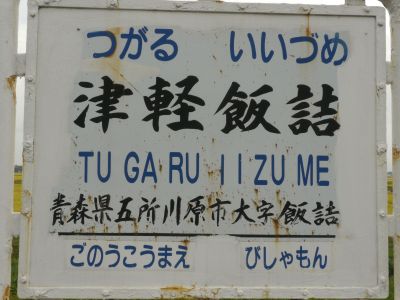 つがる いいづめ
津軽飯詰
TU GA RU I I ZU ME
青森県五所川原市大字飯詰
ごのうこうまえ びしゃもん